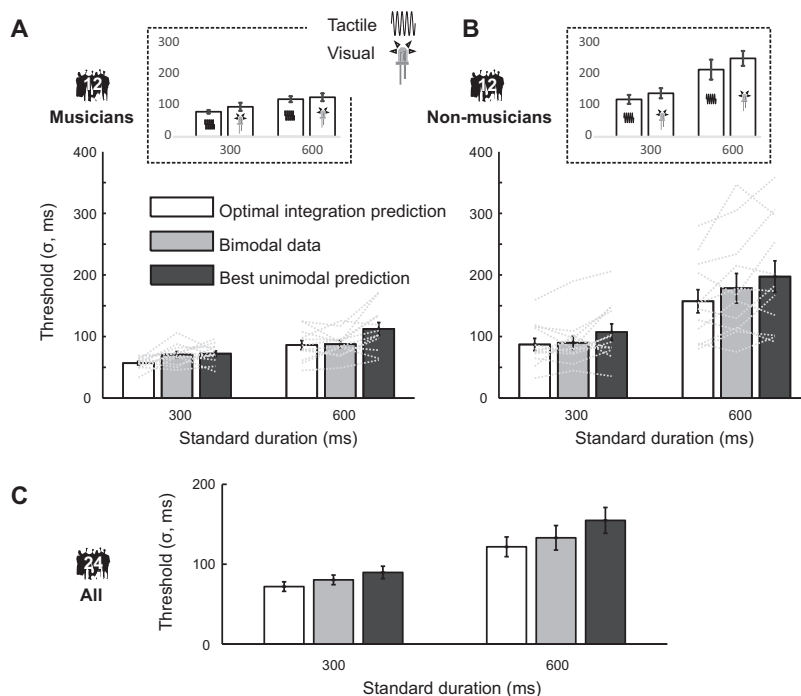 A
12
Musicians
Tactile
Visual
300
200
100
0
300
600
Threshold (σ, ms)
400
300
200
100
0
Optimal integration prediction
Bimodal data
Best unimodal prediction
300
600
Standard duration (ms)
B
12
Non-musicians
300
200
100
0
300
600
400
300
200
100
0
300
600
Standard duration (ms)
C
24
All
Threshold (σ, ms)
200
100
0
300
600
Standard duration (ms)